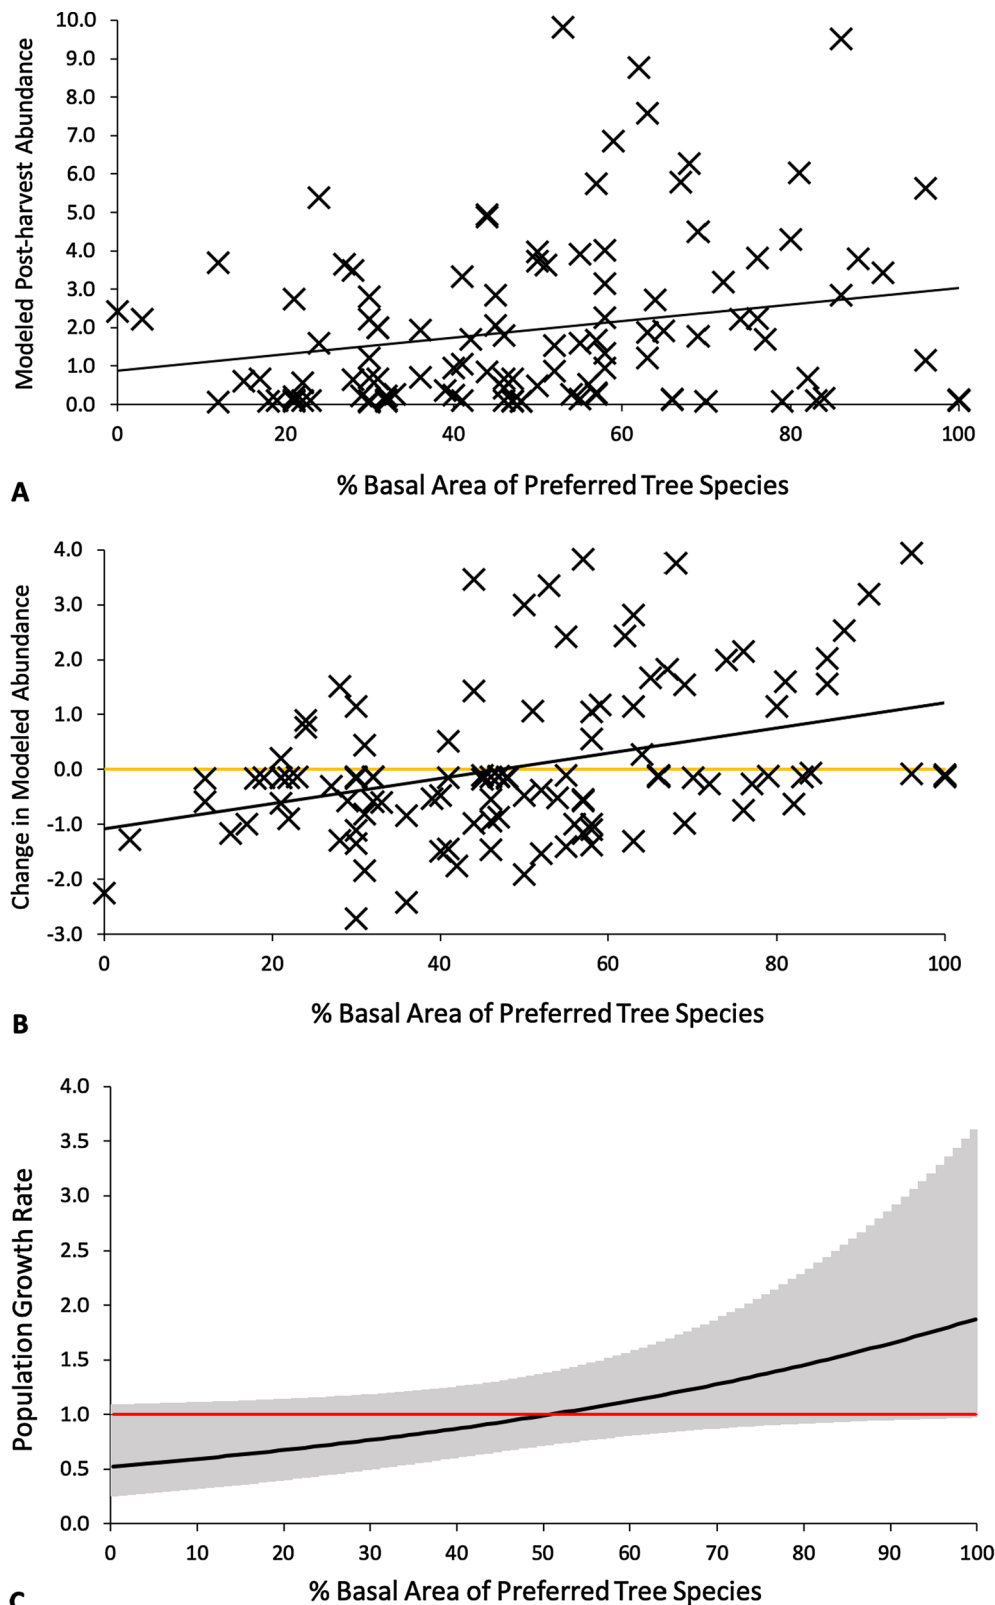 10.0
9.0
8.0
7.0
6.0
5.0
4.0
3.0
2.0
1.0
0.0
Modeled Post-harvest Abundance
0 20 40 60 80 100
% Basal Area of Preferred Tree Species
A
4.0
3.0
2.0
1.0
0.0
-1.0
-2.0
-3.0
Change in Modeled Abundance
0 20 40 60 80 100
% Basal Area of Preferred Tree Species
B
4.0
3.5
3.0
2.5
2.0
1.5
1.0
0.5
0.0
Population Growth Rate
0 10 20 30 40 50 60 70 80 90 100
% Basal Area of Preferred Tree Species
C